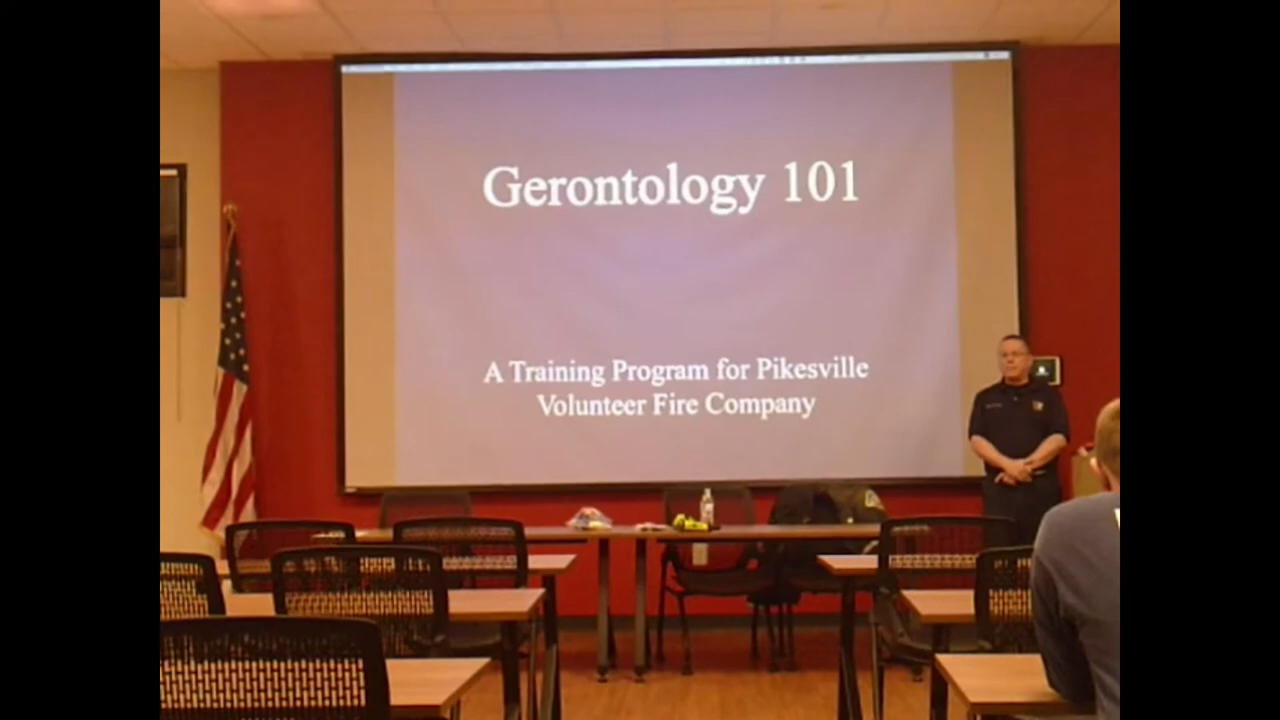 Gerontology 101
A Training Program for Pikesville
Volunteer Fire Company